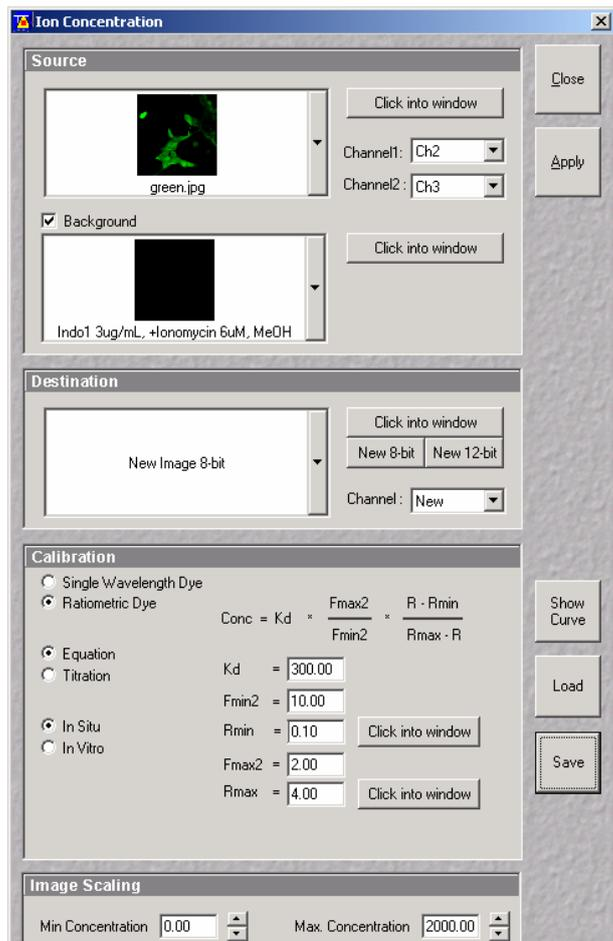 Ion Concentration
Source
Close
Click into window
Channel1: Ch2
Apply
green.jpg
Channel2 : Ch3
Background
Click into window
Indo1 3ug/mL, +Ionomycin 6uM, MeOH
Destination
Click into window
New Image 8-bit
New 8-bit New 12-bit
Channel : New
Calibration
Single Wavelength Dye
Ratiometric Dye
Conc = Kd * Fmax2 / Fmin2 * R - Rmin / Rmax - R
Show Curve
Equation
Titration
Kd = 300.00
Load
Fmin2 = 10.00
In Situ
In Vitro
Rmin = 0.10 Click into window
Save
Fmax2 = 2.00
Rmax = 4.00 Click into window
Image Scaling
Min Concentration 0.00 Max. Concentration 2000.00